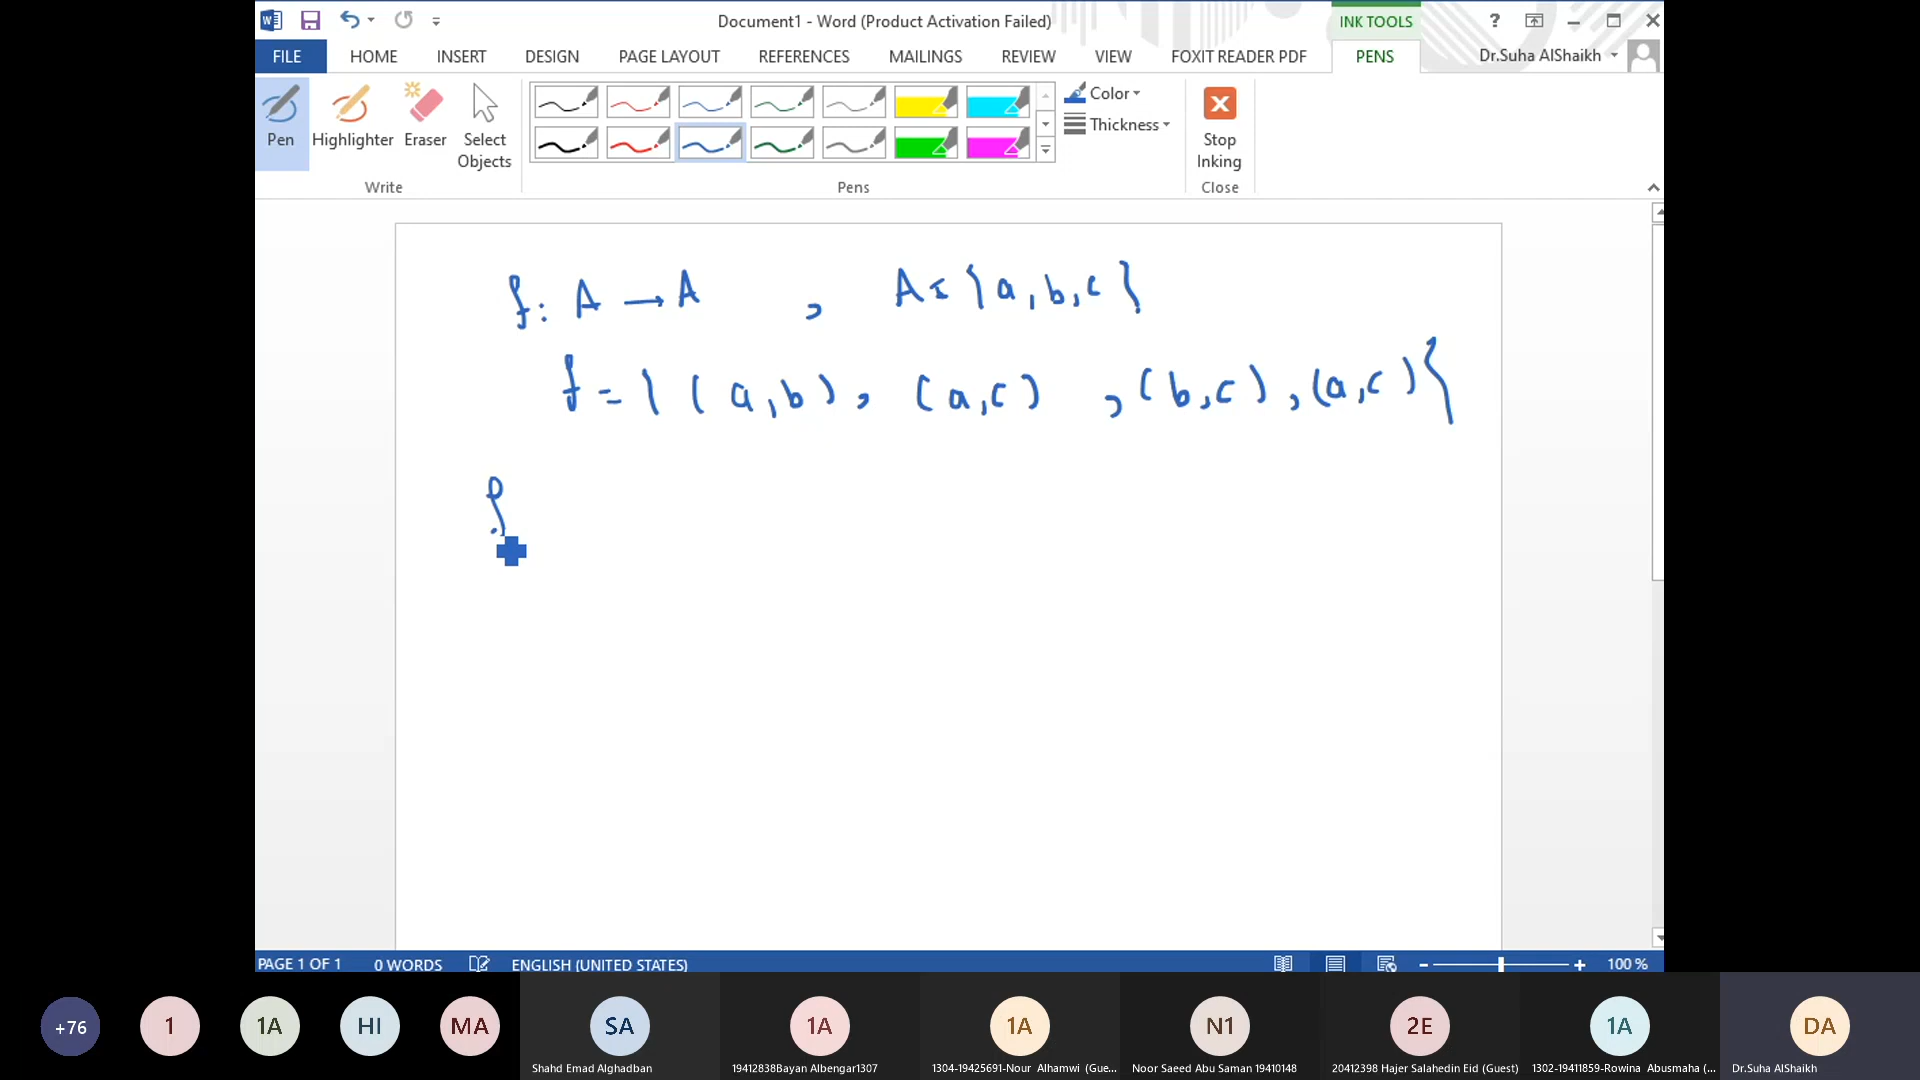 Document1 - Word (Product Activation Failed)
INK TOOLS
?
FILE HOME INSERT DESIGN PAGE LAYOUT REFERENCES MAILINGS REVIEW VIEW FOXIT READER PDF PENS Dr.Suha AlShaikh
Pen Highlighter Eraser Select Objects
Color
Thickness
Stop Inking
Write Pens Close
f: A → A , A = { a, b, c }
f = { ( a, b ), ( a, c ) , ( b, c ) , ( a, c ) }
f
PAGE 1 OF 1 0 WORDS ENGLISH (UNITED STATES) 100 %
+76 1 1A HI MA SA 1A 1A N1 2E 1A DA
Shahd Emad Alghadban 19412838Bayan Albengar1307 1304-19425691-Nour Alhamwi (Gue... Noor Saeed Abu Saman 19410148 20412398 Hajer Salahedin Eid (Guest) 1302-19411859-Rowina Abusmaha (... Dr.Suha AlShaikh